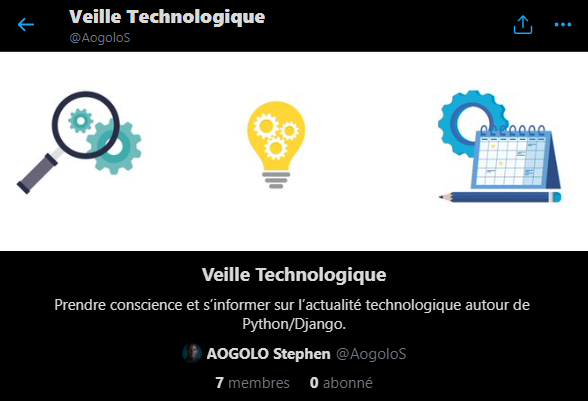 Veille Technologique
@AogoloS
Veille Technologique
Prendre conscience et s’informer sur l’actualité technologique autour de
Python/Django.
AOGOLO Stephen @AogoloS
7 membres 0 abonné